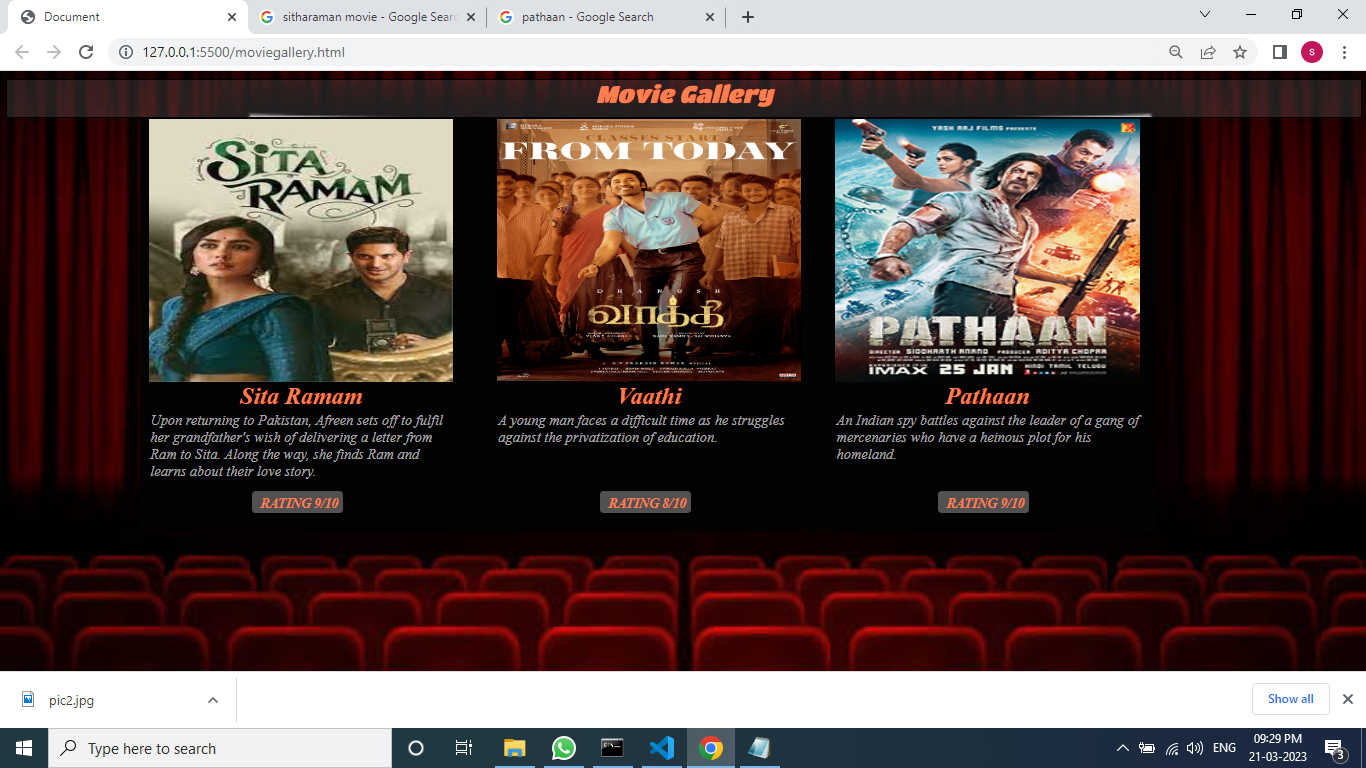 Document
sitharaman movie - Google Searc
pathaan - Google Search
127.0.0.1:5500/moviegallery.html
s
Movie Gallery
SITA
RAMAM
CLASSES START
FROM TODAY
DHANUSH
வாத்தி
YASH RAJ FILMS PRESENTS
PATHAAN
DIRECTOR SIDDHARTH ANAND PRODUCER ADITYA CHOPRA
IMAX 25 JAN HINDI TAMIL TELUGU
Sita Ramam
Upon returning to Pakistan, Afreen sets off to fulfil
her grandfather's wish of delivering a letter from
Ram to Sita. Along the way, she finds Ram and
learns about their love story.
RATING 9/10
Vaathi
A young man faces a difficult time as he struggles
against the privatization of education.
RATING 8/10
Pathaan
An Indian spy battles against the leader of a gang of
mercenaries who have a heinous plot for his
homeland.
RATING 9/10
pic2.jpg
Show all
Type here to search
ENG
09:29 PM
21-03-2023
3